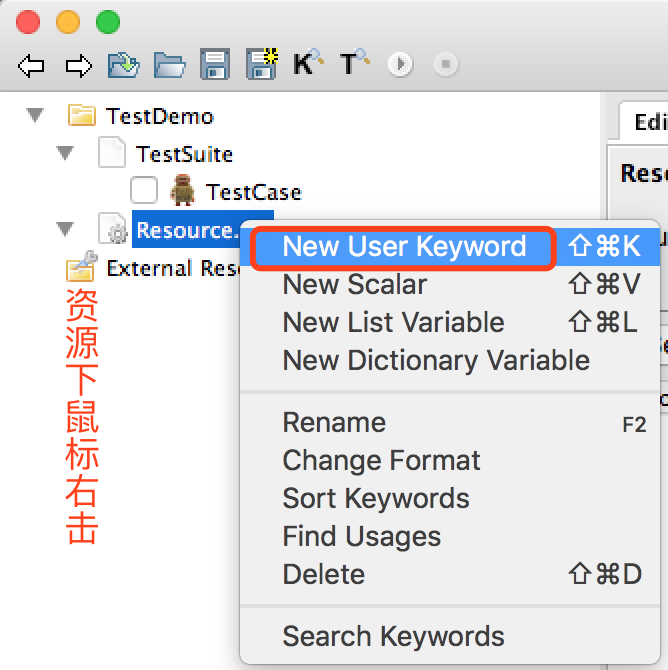 K
T
TestDemo
Edi
TestSuite
Res
TestCase
Resource.
External Res
New User Keyword ⇧⌘K
New Scalar ⇧⌘V
New List Variable ⇧⌘L
New Dictionary Variable
Rename F2
Change Format
Sort Keywords
Find Usages
Delete ⇧⌘D
Search Keywords
资源下鼠标右击